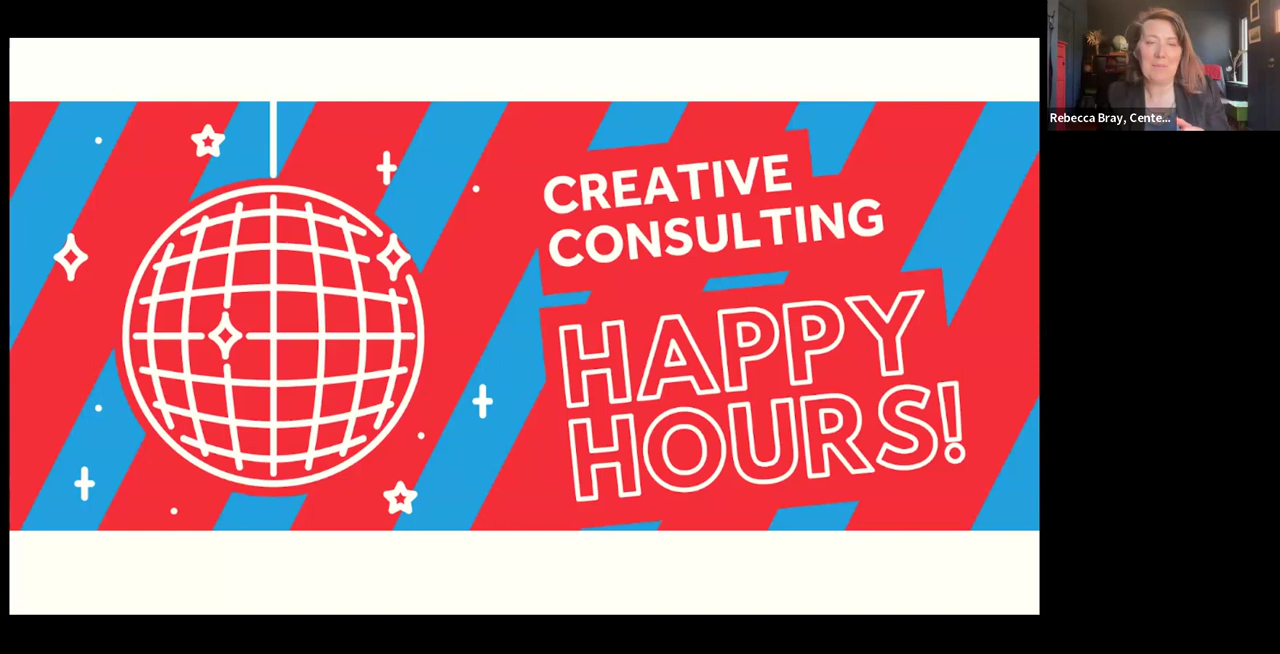 CREATIVE
CONSULTING
HAPPY
HOURS!
Rebecca Bray, Cente...